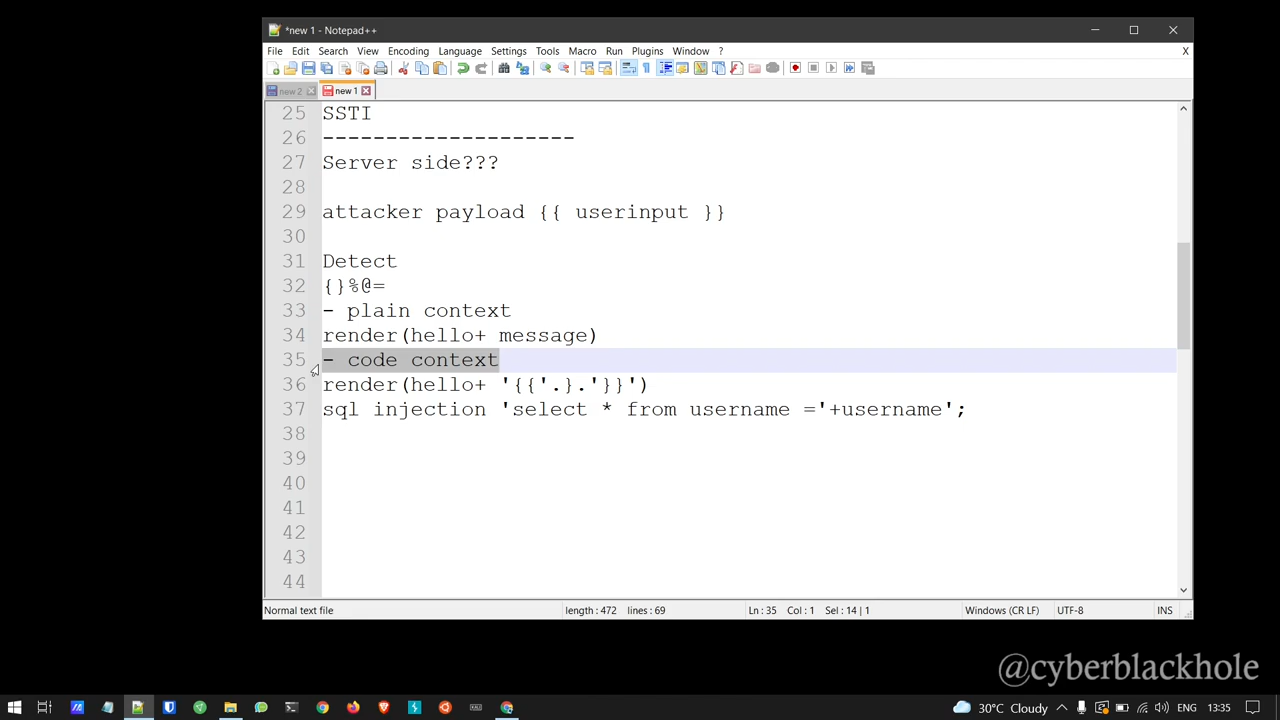 *new 1 - Notepad++
File Edit Search View Encoding Language Settings Tools Macro Run Plugins Window ? X
new 2 new 1
25 SSTI
26 --------------------
27 Server side???
28
29 attacker payload {{ userinput }}
30
31 Detect
32 {}%@=
33 - plain context
34 render(hello+ message)
35 - code context
36 render(hello+ '{{'.}.'}}')
37 sql injection 'select * from username ='+username';
38
39
40
41
42
43
44
Normal text file length : 472 lines : 69 Ln : 35 Col : 1 Sel : 14 | 1 Windows (CR LF) UTF-8 INS
@cyberblackhole
30°C Cloudy ENG 13:35